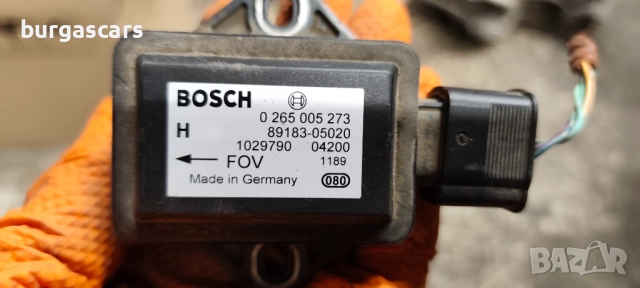 burgascars
BOSCH
0 265 005 273
H 89183-05020
1029790 04200
FOV 1189
Made in Germany 080
BAZAR